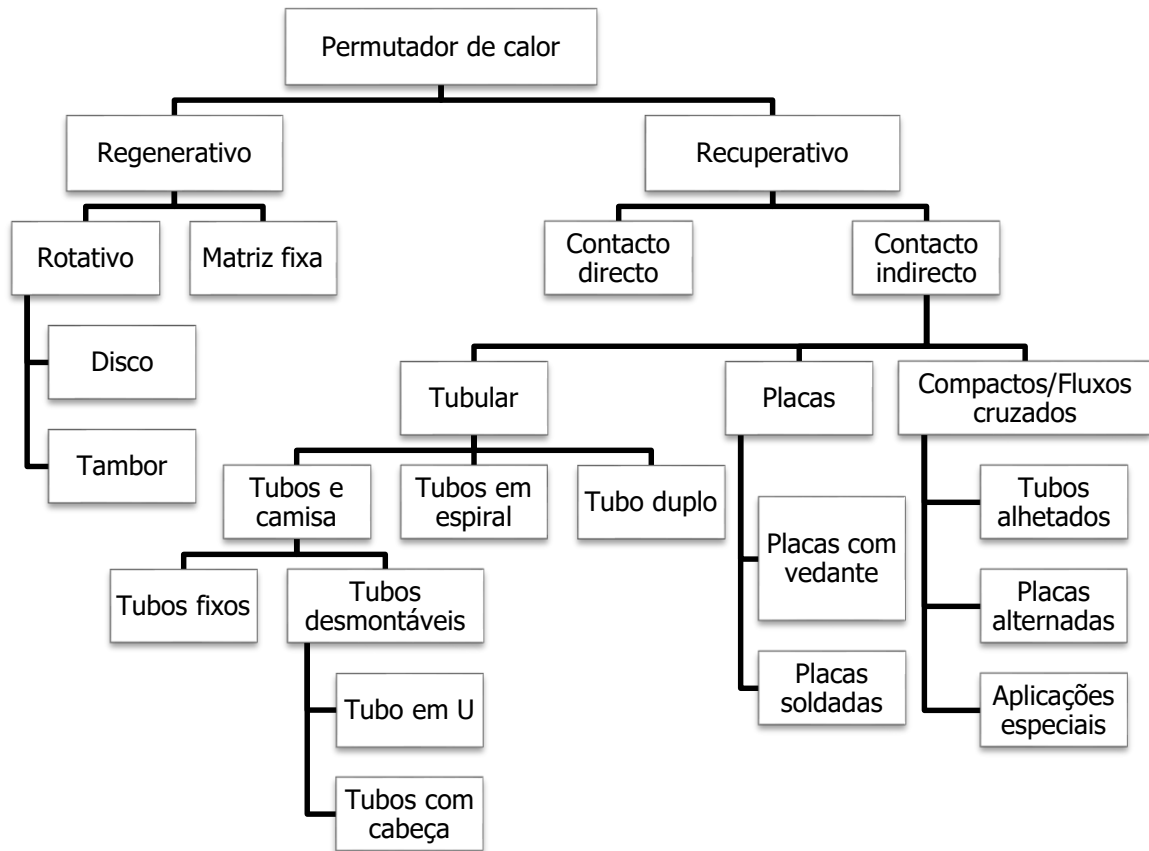 Permutador de calor
Regenerativo
Recuperativo
Rotativo
Matriz fixa
Contacto
directo
Contacto
indirecto
Disco
Tambor
Tubular
Placas
Compactos/Fluxos
cruzados
Tubos e
camisa
Tubos em
espiral
Tubo duplo
Placas com
vedante
Tubos
alhetados
Tubos fixos
Tubos
desmontáveis
Placas
alternadas
Placas
soldadas
Aplicações
especiais
Tubo em U
Tubos com
cabeça